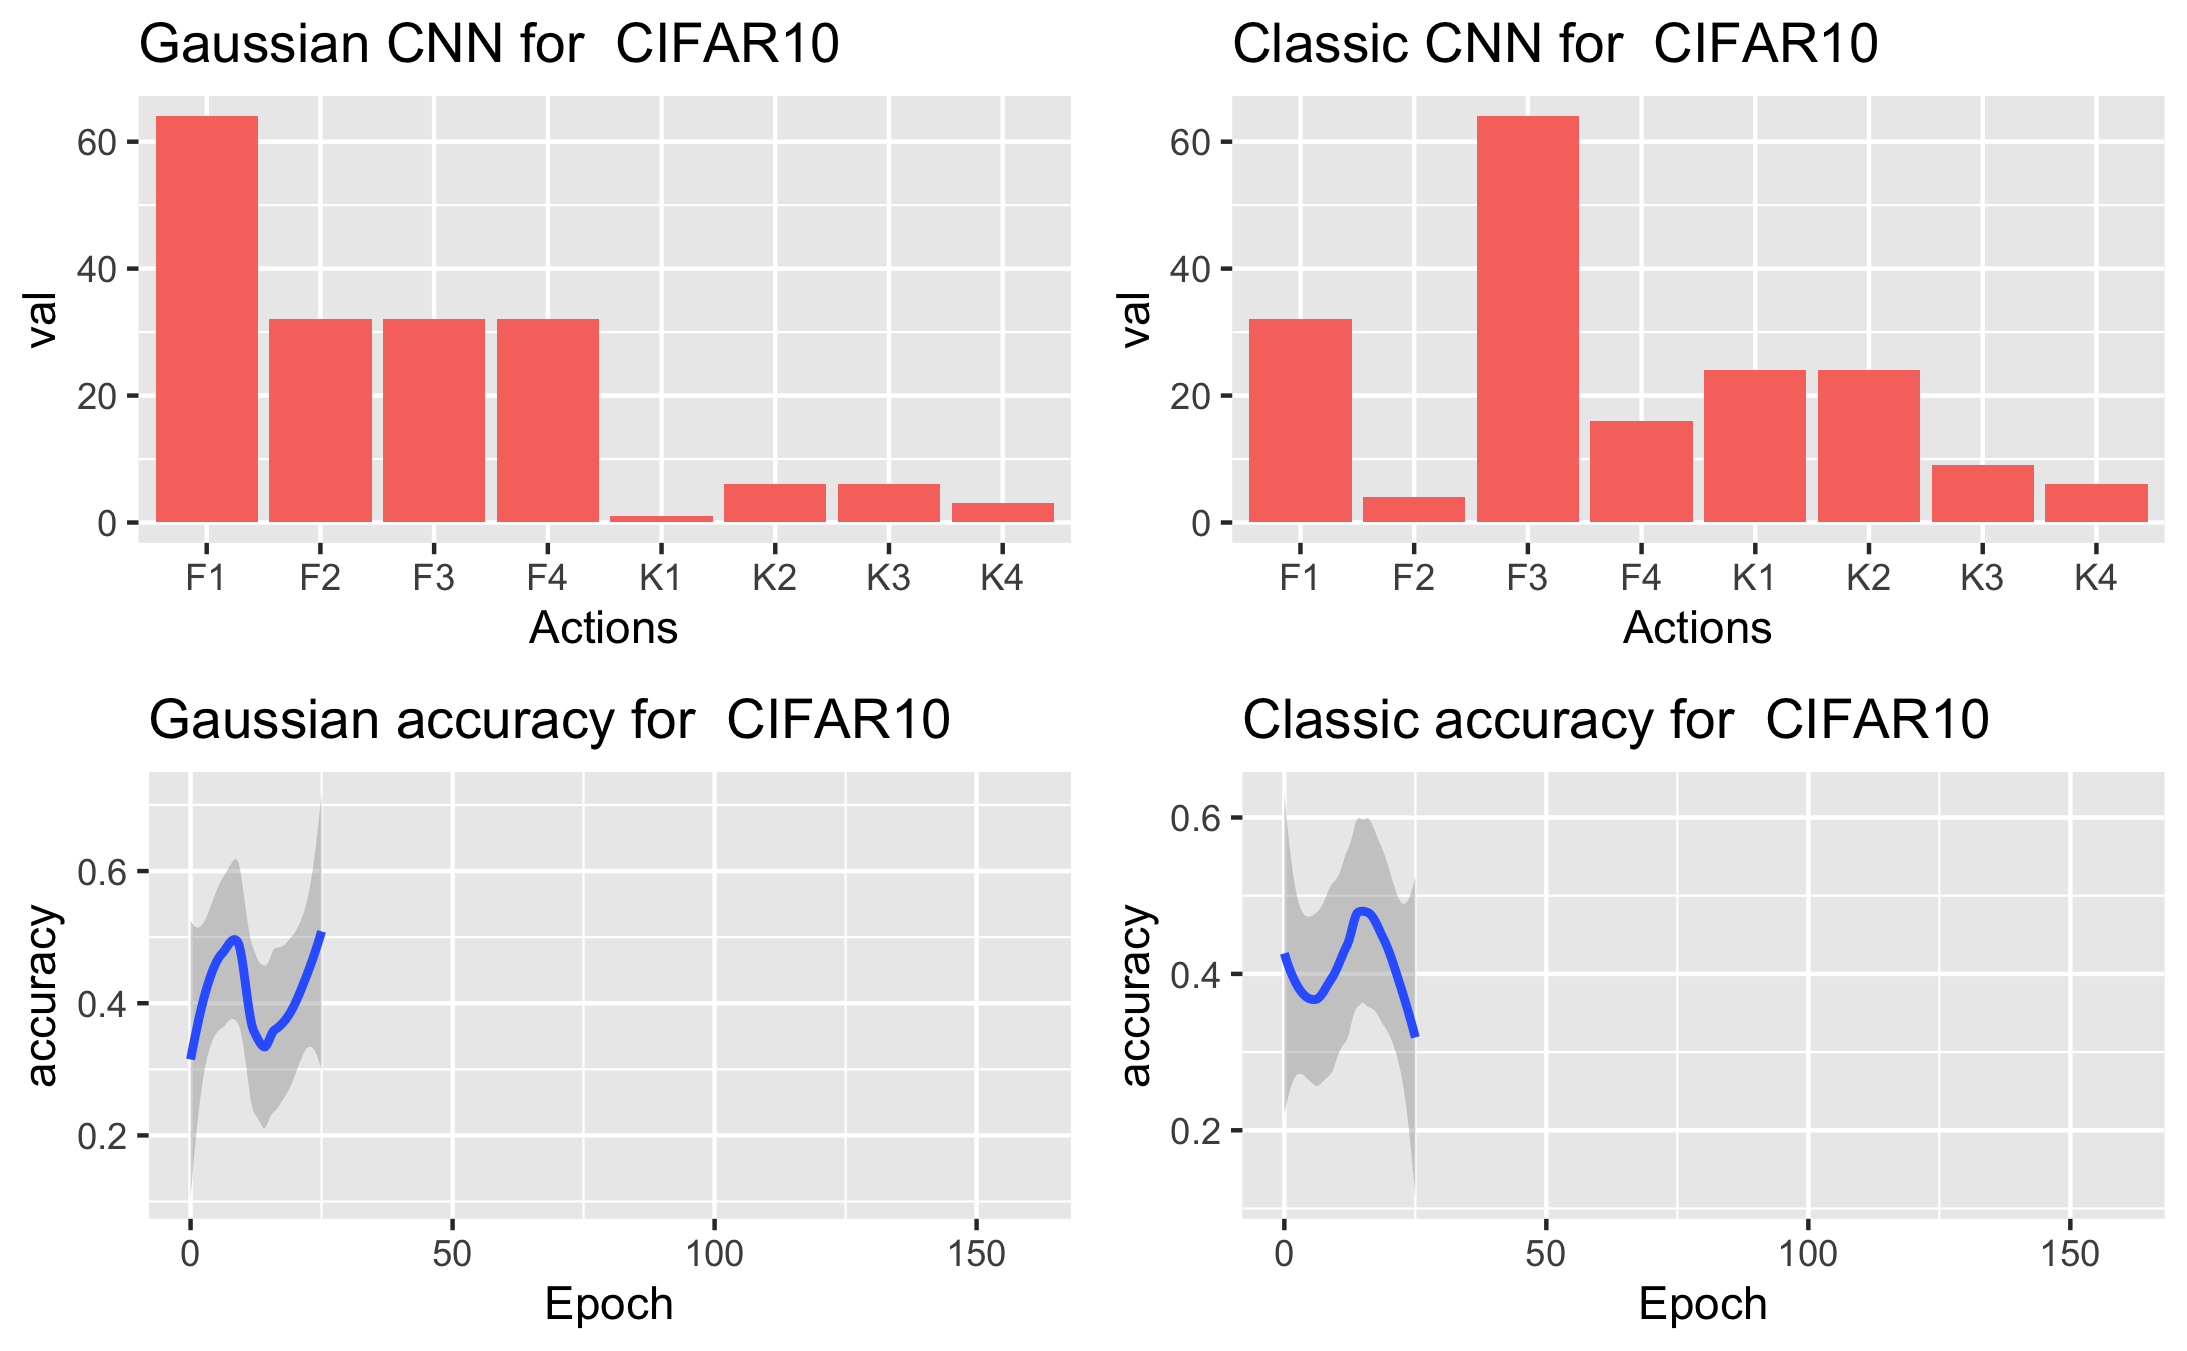 Gaussian CNN for  CIFAR10
val
60
40
20
0
F1 F2 F3 F4 K1 K2 K3 K4
Actions
Classic CNN for  CIFAR10
val
60
40
20
0
F1 F2 F3 F4 K1 K2 K3 K4
Actions
Gaussian accuracy for  CIFAR10
accuracy
0.6
0.4
0.2
0 50 100 150
Epoch
Classic accuracy for  CIFAR10
accuracy
0.6
0.4
0.2
0 50 100 150
Epoch